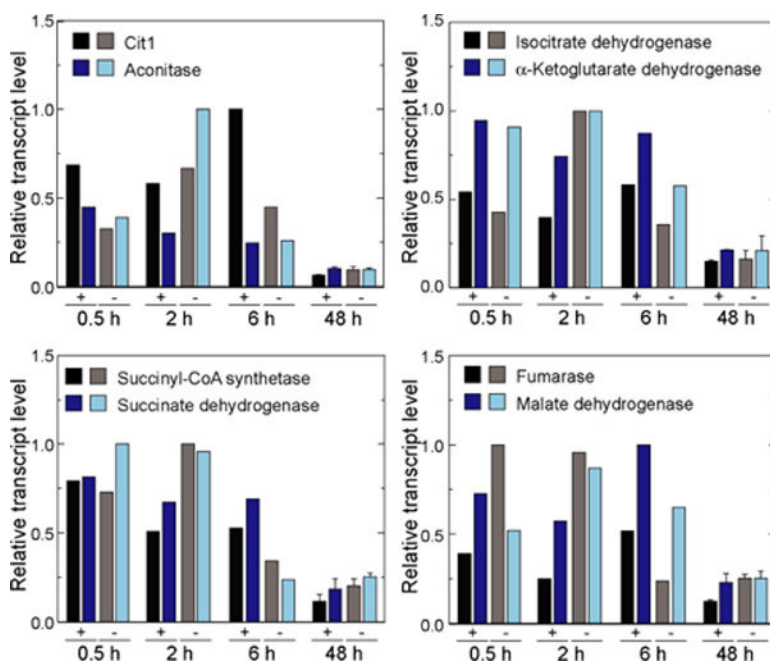 Relative transcript level
1.5
1.0
0.5
0.0
Cit1
Aconitase
+ - + - + - + -
0.5 h 2 h 6 h 48 h
Relative transcript level
1.5
1.0
0.5
0.0
Isocitrate dehydrogenase
α-Ketoglutarate dehydrogenase
+ - + - + - + -
0.5 h 2 h 6 h 48 h
Relative transcript level
1.5
1.0
0.5
0.0
Succinyl-CoA synthetase
Succinate dehydrogenase
+ - + - + - + -
0.5 h 2 h 6 h 48 h
Relative transcript level
1.5
1.0
0.5
0.0
Fumarase
Malate dehydrogenase
+ - + - + - + -
0.5 h 2 h 6 h 48 h